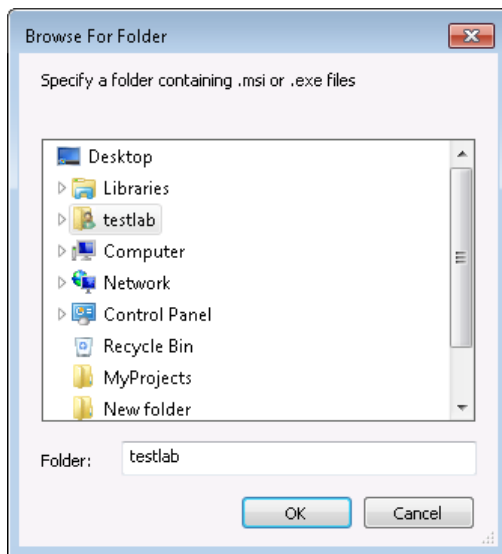 Browse For Folder
Specify a folder containing .msi or .exe files
Desktop
Libraries
testlab
Computer
Network
Control Panel
Recycle Bin
MyProjects
New folder
Folder: testlab
OK Cancel